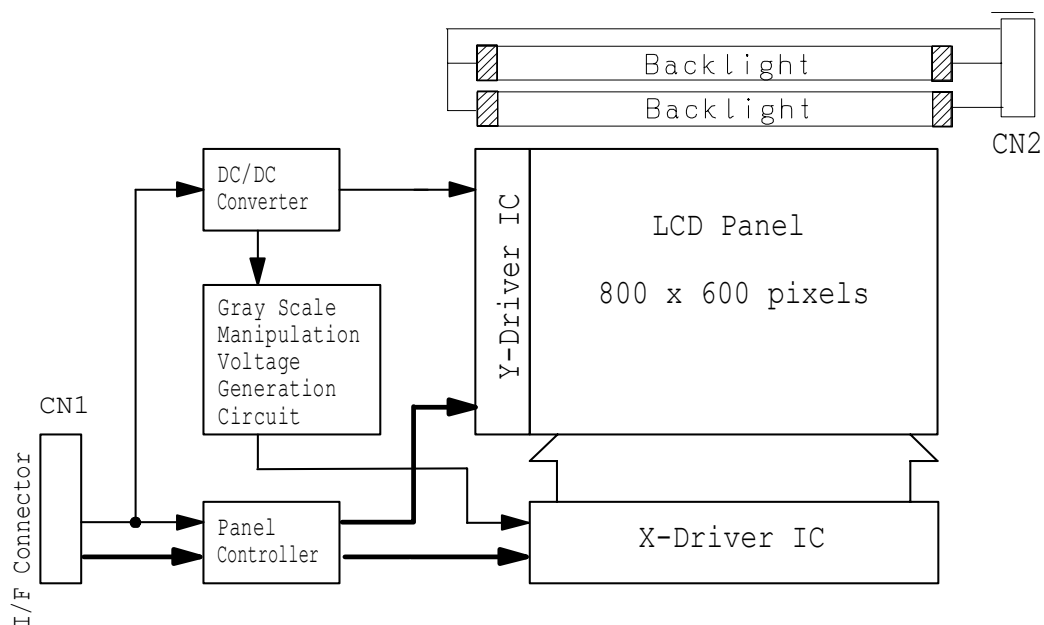 Backlight
Backlight
CN2
DC/DC
Converter
Y-Driver IC
LCD Panel
800 x 600 pixels
Gray Scale
Manipulation
Voltage
Generation
Circuit
CN1
I/F Connector
Panel
Controller
X-Driver IC